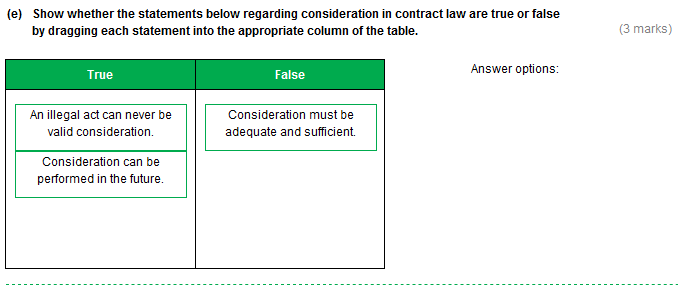 (e) Show whether the statements below regarding consideration in contract law are true or false
by dragging each statement into the appropriate column of the table.
(3 marks)
True
False
Answer options:
An illegal act can never be
valid consideration.
Consideration must be
adequate and sufficient.
Consideration can be
performed in the future.